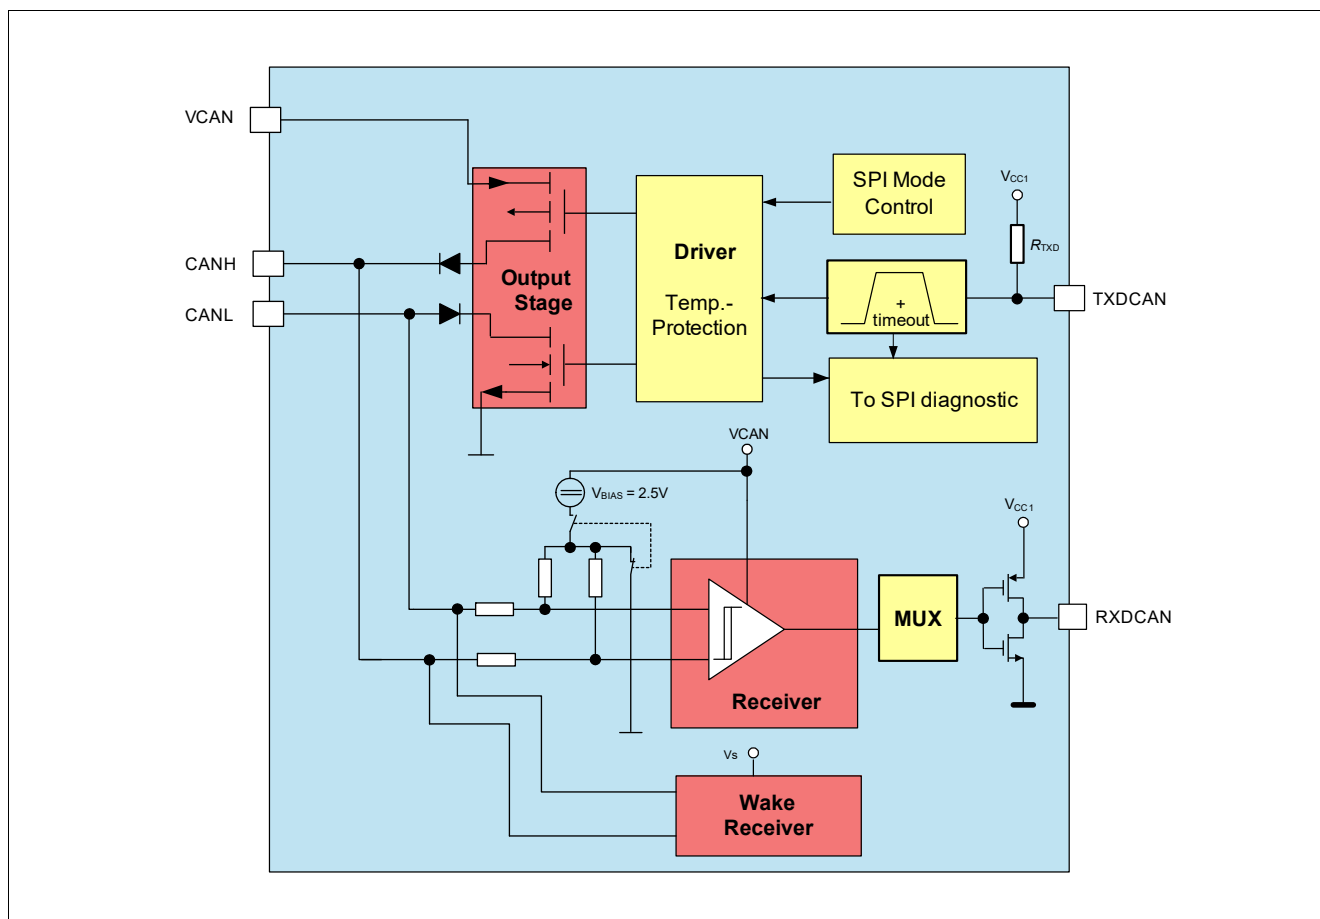 VCAN
SPI Mode
Control
VCC1
RTXD
CANH
Driver
Output
Stage
CANL
Temp.-
Protection
+
timeout
TXDCAN
To SPI diagnostic
VCAN
VBIAS = 2.5V
VCC1
MUX
RXDCAN
Receiver
Vs
Wake
Receiver